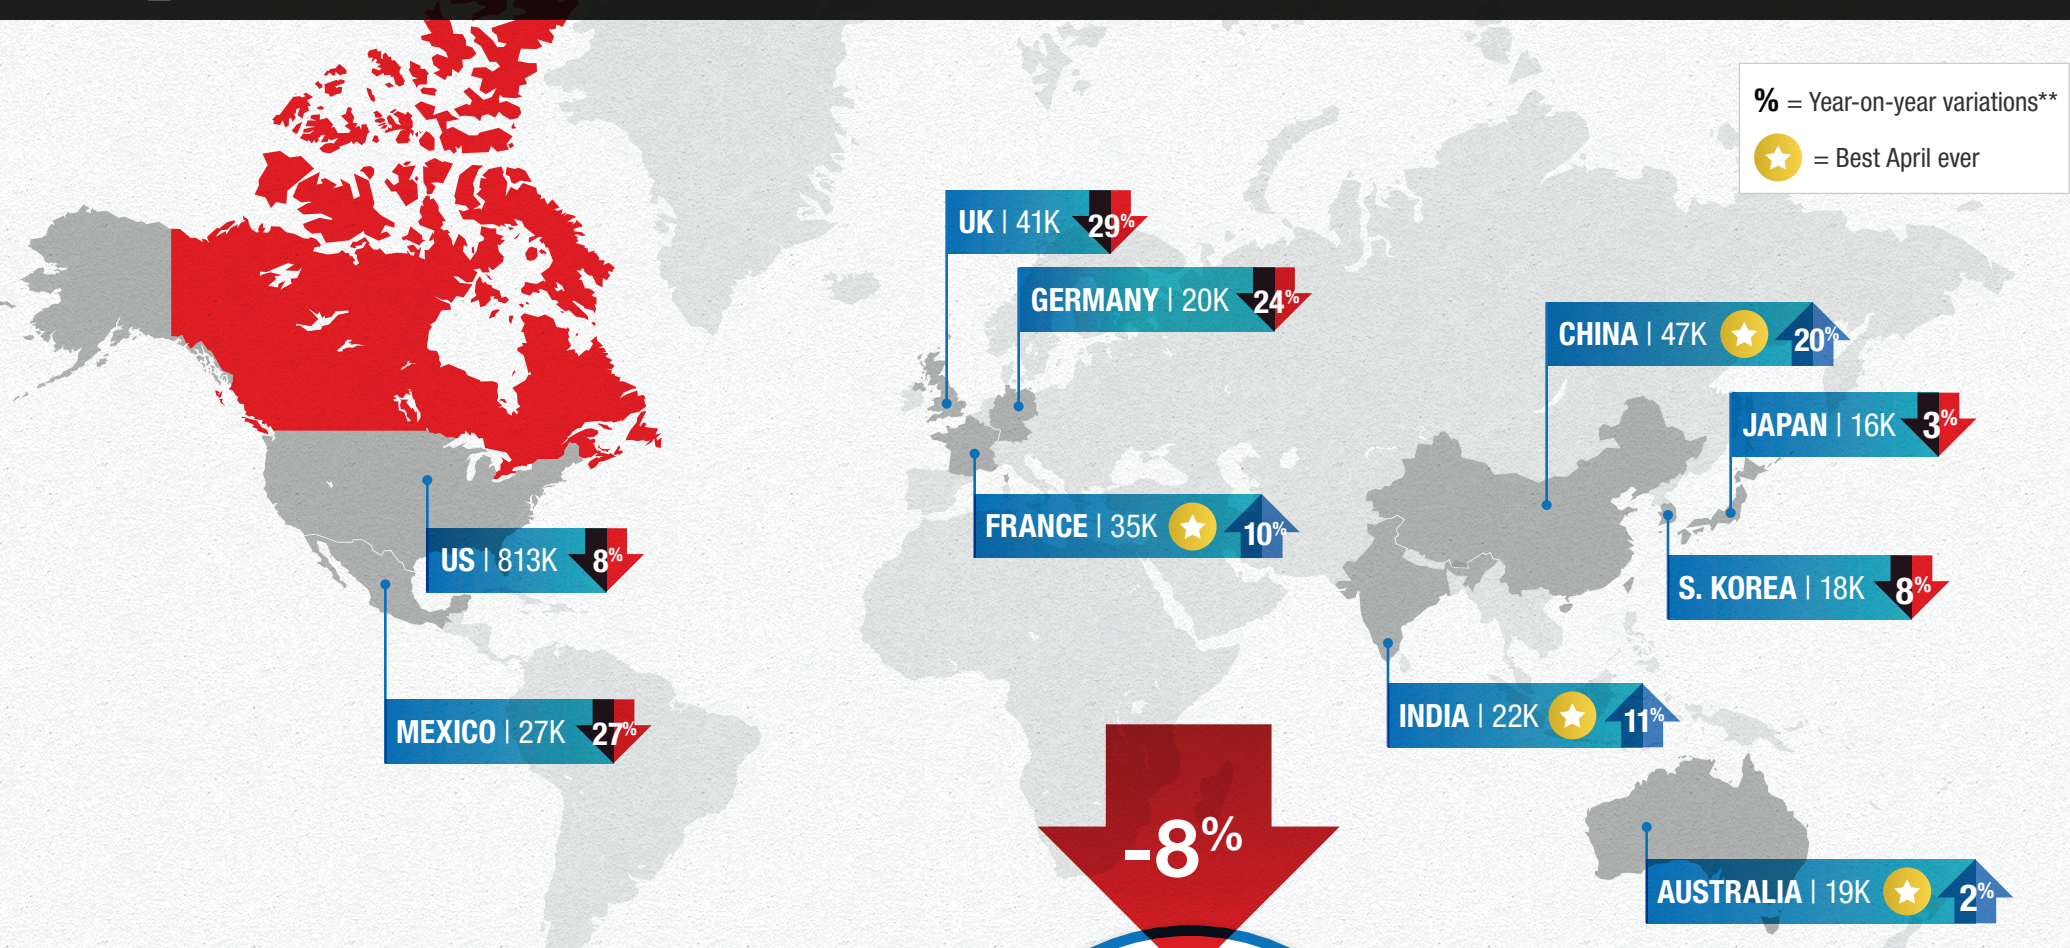 % = Year-on-year variations**
= Best April ever
UK | 41K 29%
GERMANY | 20K 24%
CHINA | 47K 20%
JAPAN | 16K 3%
FRANCE | 35K 10%
US | 813K 8%
S. KOREA | 18K 8%
MEXICO | 27K 27%
INDIA | 22K 11%
-8%
AUSTRALIA | 19K 2%